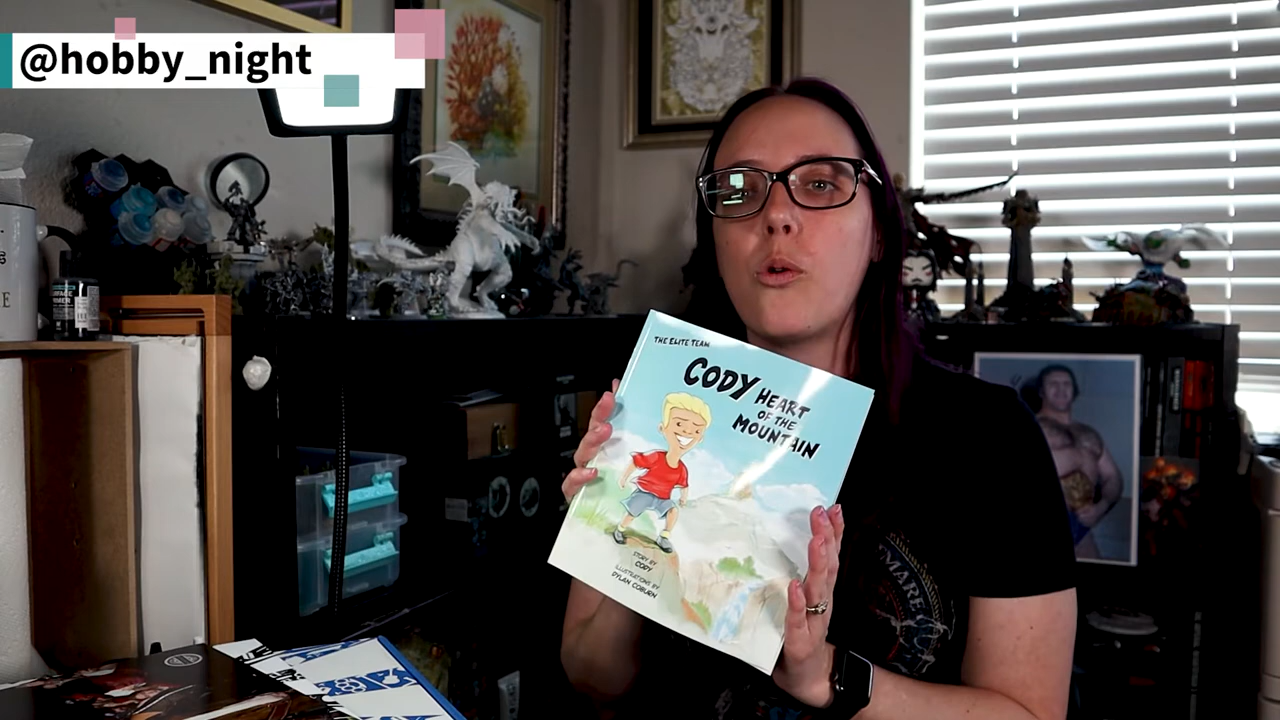 @hobby_night
THE ELITE TEAM
CODY HEART
OF THE
MOUNTAIN
STORY BY
CODY
ILLUSTRATIONS BY
DYLAN COBURN